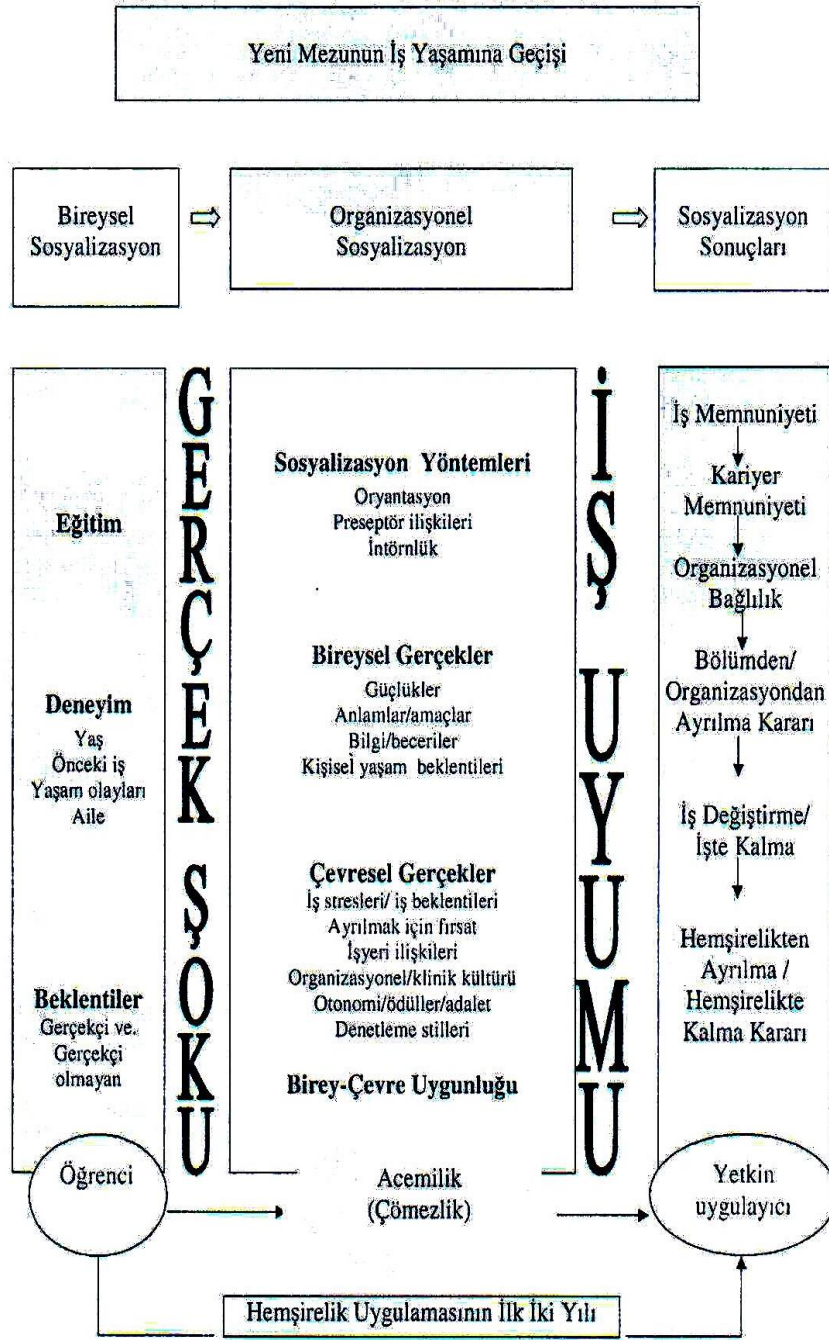 Yeni Mezunun İş Yaşamına Geçişi
Bireysel
Sosyalizasyon
Organizasyonel
Sosyalizasyon
Sosyalizasyon
Sonuçları
Eğitim
Deneyim
Yaş
Önceki iş
Yaşam olayları
Aile
Beklentiler
Gerçekçi ve.
Gerçekçi
olmayan
GERÇEK ŞOKU
Sosyalizasyon Yöntemleri
Oryantasyon
Preseptör ilişkileri
İntörnlük
Bireysel Gerçekler
Güçlükler
Anlamlar/amaçlar
Bilgi/beceriler
Kişisel yaşam beklentileri
Çevresel Gerçekler
İş stresleri/ iş beklentileri
Ayrılmak için fırsat
İşyeri ilişkileri
Organizasyonel/klinik kültürü
Otonomi/ödüller/adalet
Denetleme stilleri
Birey-Çevre Uygunluğu
İŞ UYUMU
İş Memnuniyeti
Kariyer
Memnuniyeti
Organizasyonel
Bağlılık
Bölümden/
Organizasyondan
Ayrılma Kararı
İş Değiştirme/
İşte Kalma
Hemşirelikten
Ayrılma /
Hemşirelikte
Kalma Kararı
Öğrenci
Acemilik
(Çömezlik)
Yetkin
uygulayıcı
Hemşirelik Uygulamasının İlk İki Yılı